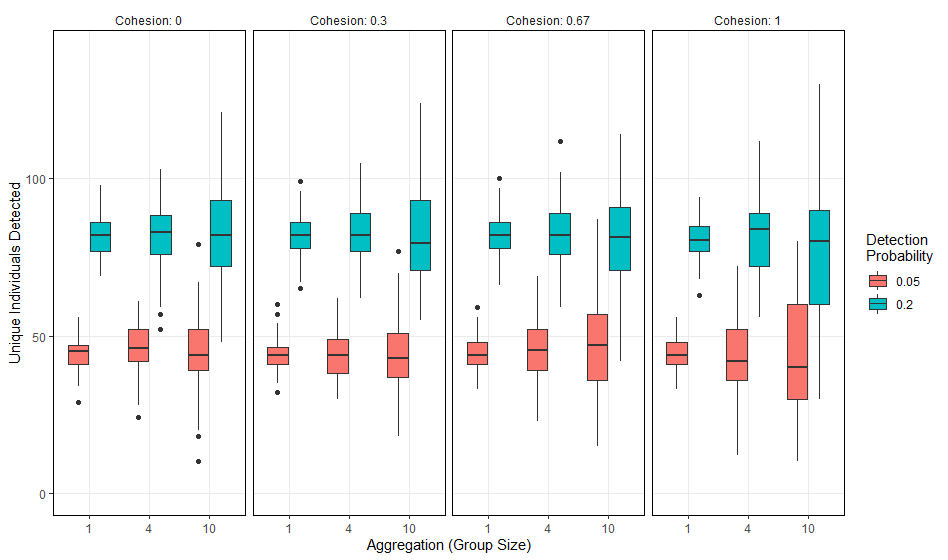 Cohesion: 0
Cohesion: 0.3
Cohesion: 0.67
Cohesion: 1
Unique Individuals Detected
100
50
0
1 4 10
1 4 10
1 4 10
1 4 10
Aggregation (Group Size)
Detection
Probability
0.05
0.2